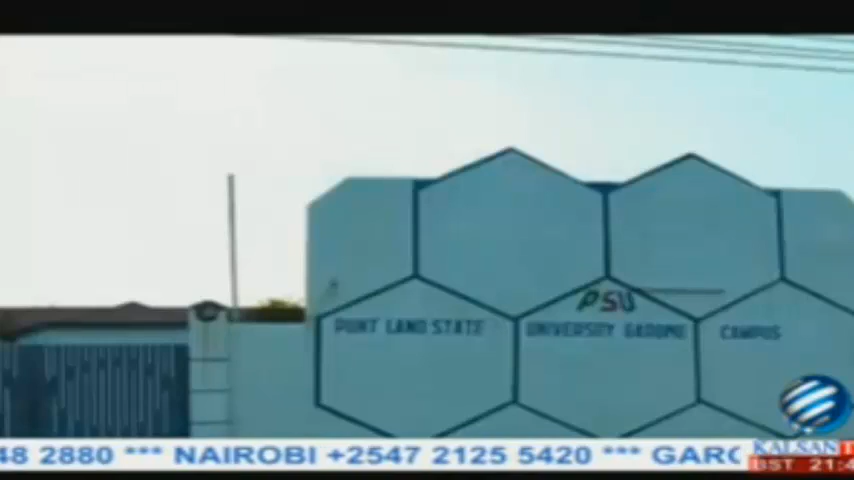 PSU
PUNT LAND STATE UNIVERSITY GAROWE CAMPUS
48 2880 *** NAIROBI +2547 2125 5420 *** GARO
KALSAN
BST 21:4